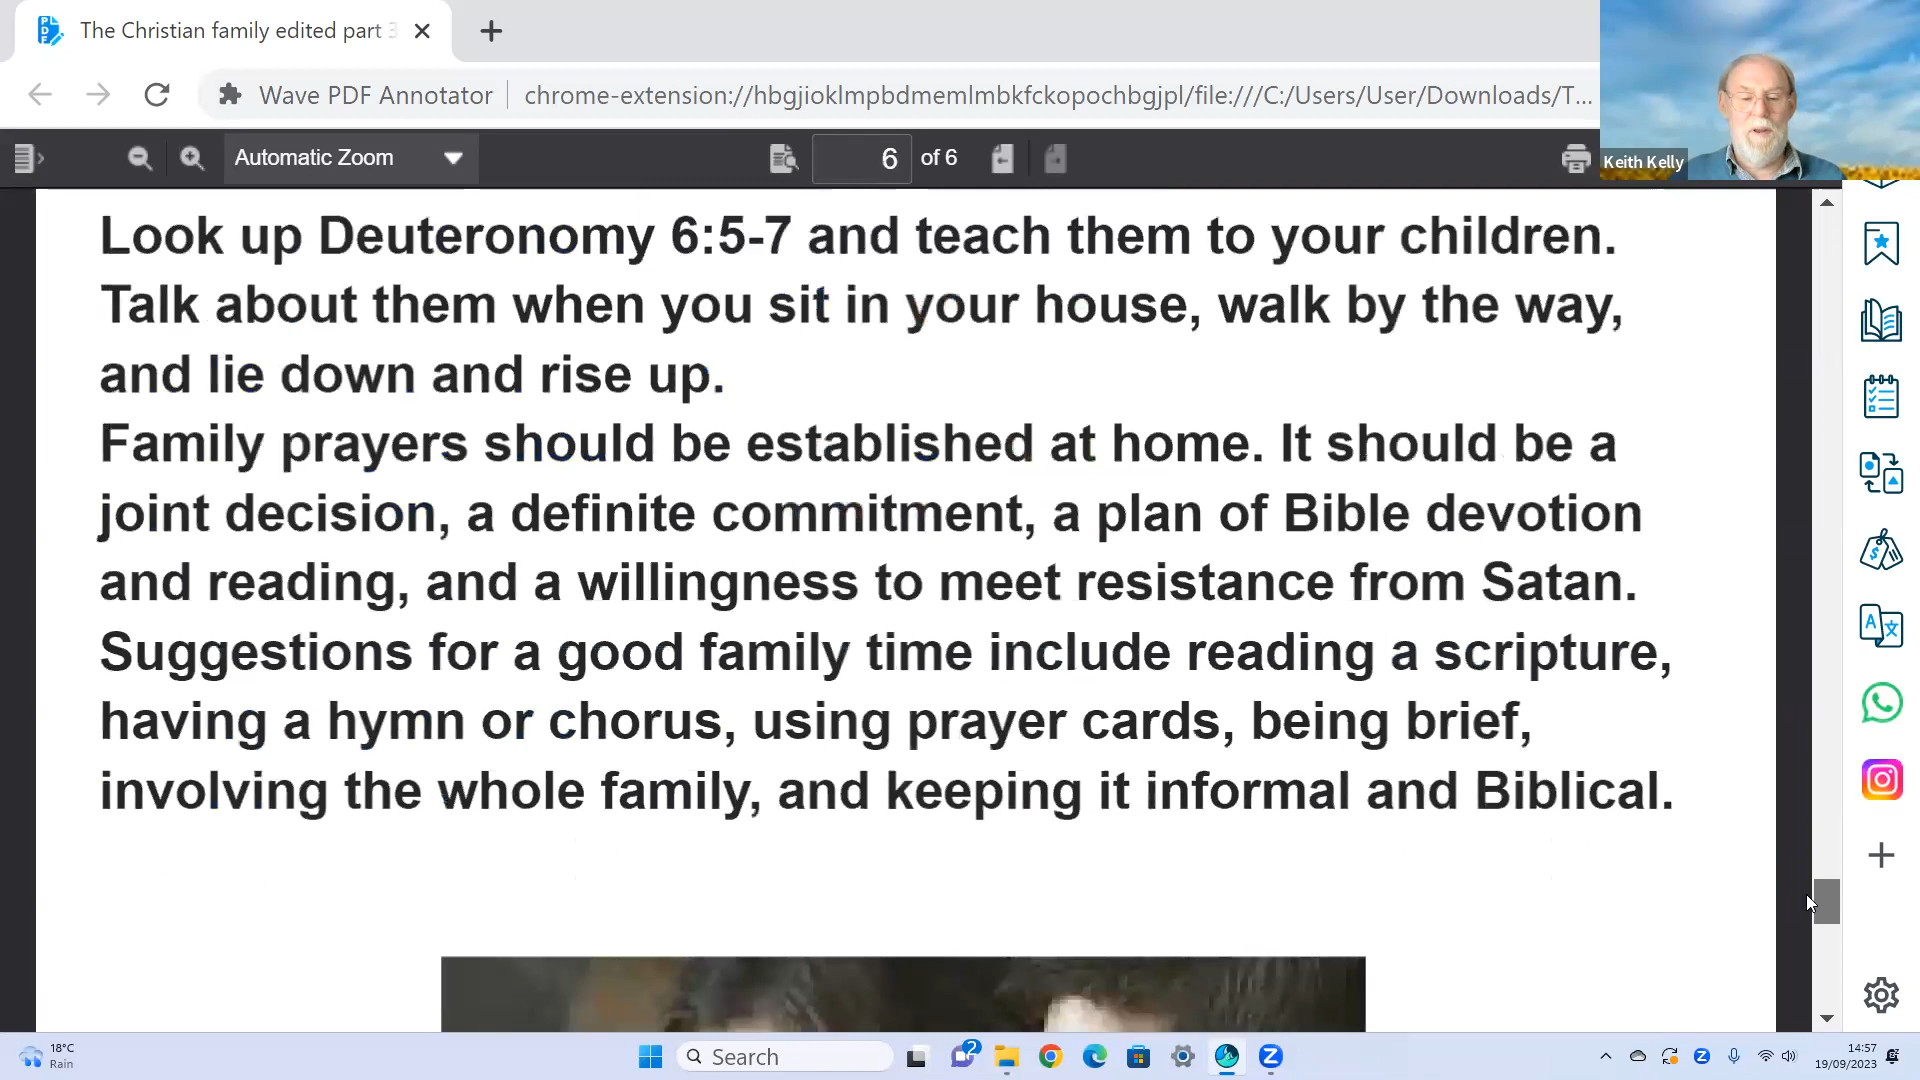 The Christian family edited part 3
Wave PDF Annotator
chrome-extension://hbgjioklmpbdmemlmbkfckopochbgjpl/file:///C:/Users/User/Downloads/T...
Automatic Zoom
6 of 6
Keith Kelly
Look up Deuteronomy 6:5-7 and teach them to your children.
Talk about them when you sit in your house, walk by the way,
and lie down and rise up.
Family prayers should be established at home. It should be a
joint decision, a definite commitment, a plan of Bible devotion
and reading, and a willingness to meet resistance from Satan.
Suggestions for a good family time include reading a scripture,
having a hymn or chorus, using prayer cards, being brief,
involving the whole family, and keeping it informal and Biblical.
18°C
Rain
Search
2
14:57
19/09/2023